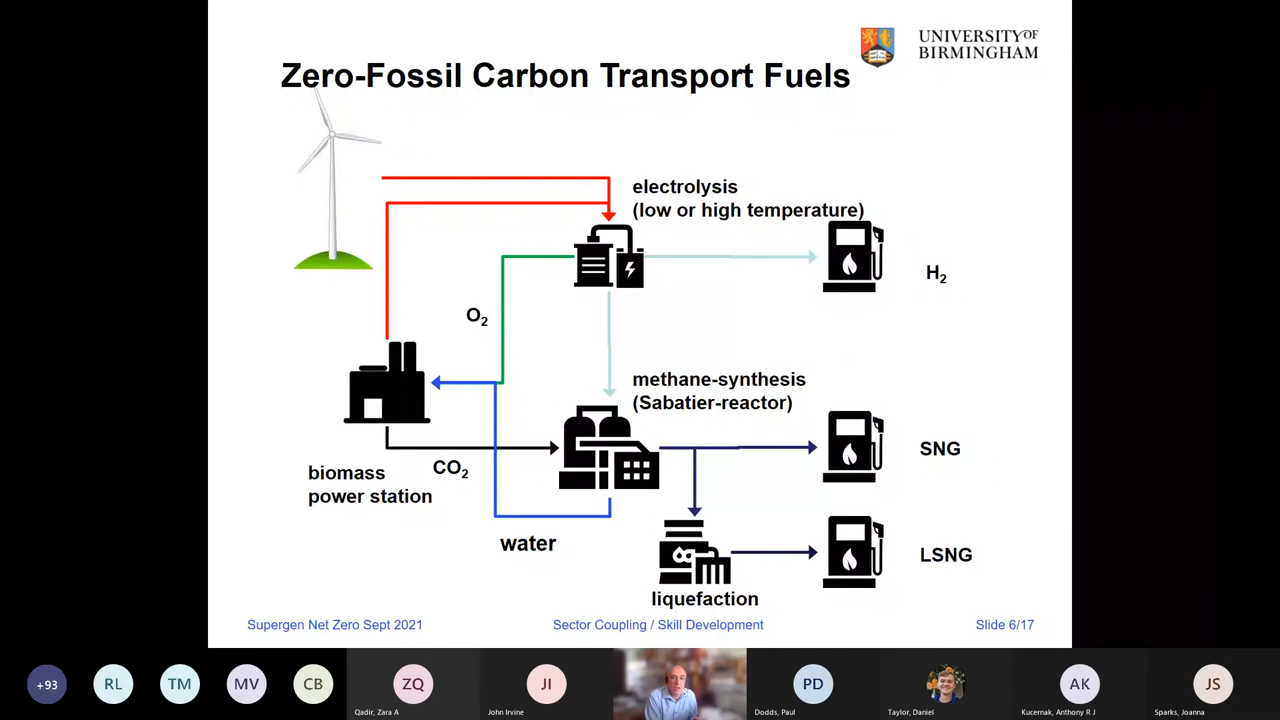 UNIVERSITY OF
BIRMINGHAM
Zero-Fossil Carbon Transport Fuels
electrolysis
(low or high temperature)
H2
O2
methane-synthesis
(Sabatier-reactor)
SNG
CO2
biomass
power station
water
LSNG
liquefaction
Supergen Net Zero Sept 2021
Sector Coupling / Skill Development
Slide 6/17
+93
RL
TM
MV
CB
ZQ
JI
PD
AK
JS
Qadir, Zara A
John Irvine
Dodds, Paul
Taylor, Daniel
Kucernak, Anthony R J
Sparks, Joanna